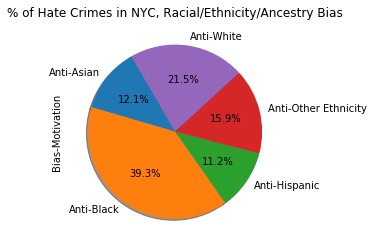 % of Hate Crimes in NYC, Racial/Ethnicity/Ancestry Bias
Anti-White
21.5%
Anti-Asian
12.1%
Anti-Other Ethnicity
15.9%
Bias-Motivation
11.2%
Anti-Hispanic
39.3%
Anti-Black